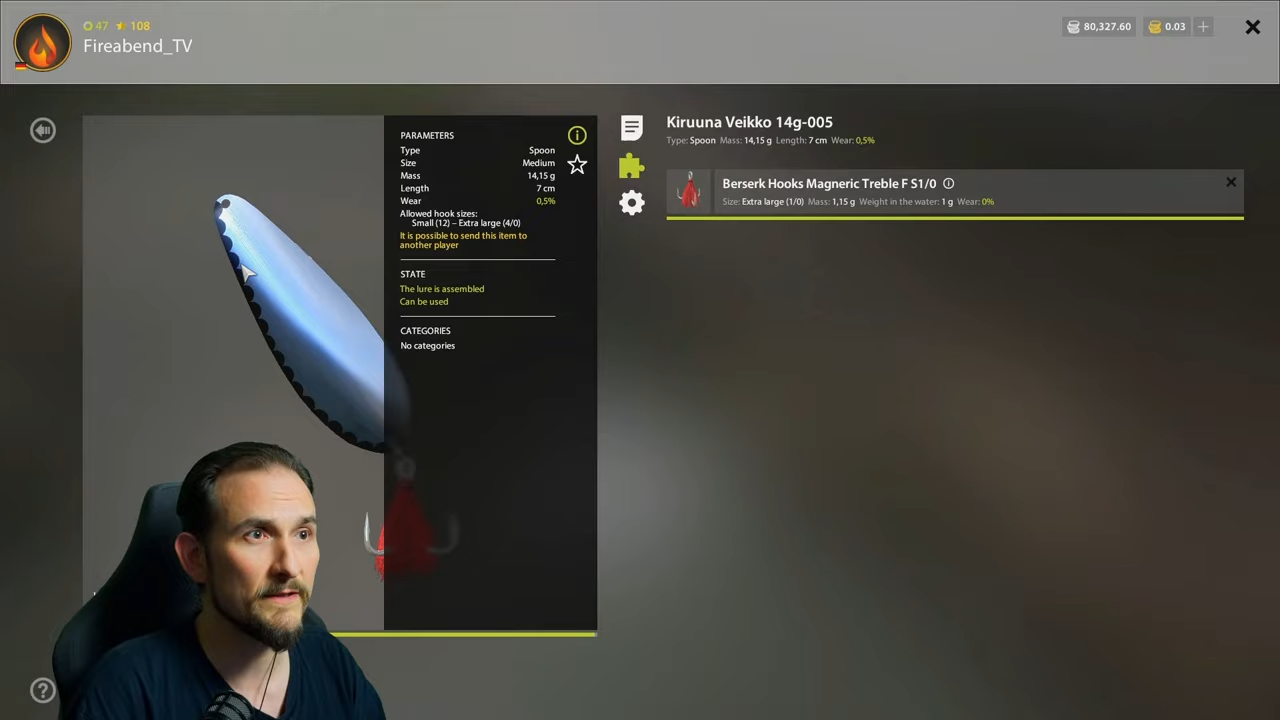 47 108
Fireabend_TV
80,327.60 0.03
PARAMETERS
Type Spoon
Size Medium
Mass 14,15 g
Length 7 cm
Wear 0,5%
Allowed hook sizes:
Small (12) – Extra large (4/0)
It is possible to send this item to
another player
STATE
The lure is assembled
Can be used
CATEGORIES
No categories
Kiruuna Veikko 14g-005
Type: Spoon Mass: 14,15 g Length: 7 cm Wear: 0,5%
Berserk Hooks Magneric Treble F S1/0
Size: Extra large (1/0) Mass: 1,15 g Weight in the water: 1 g Wear: 0%